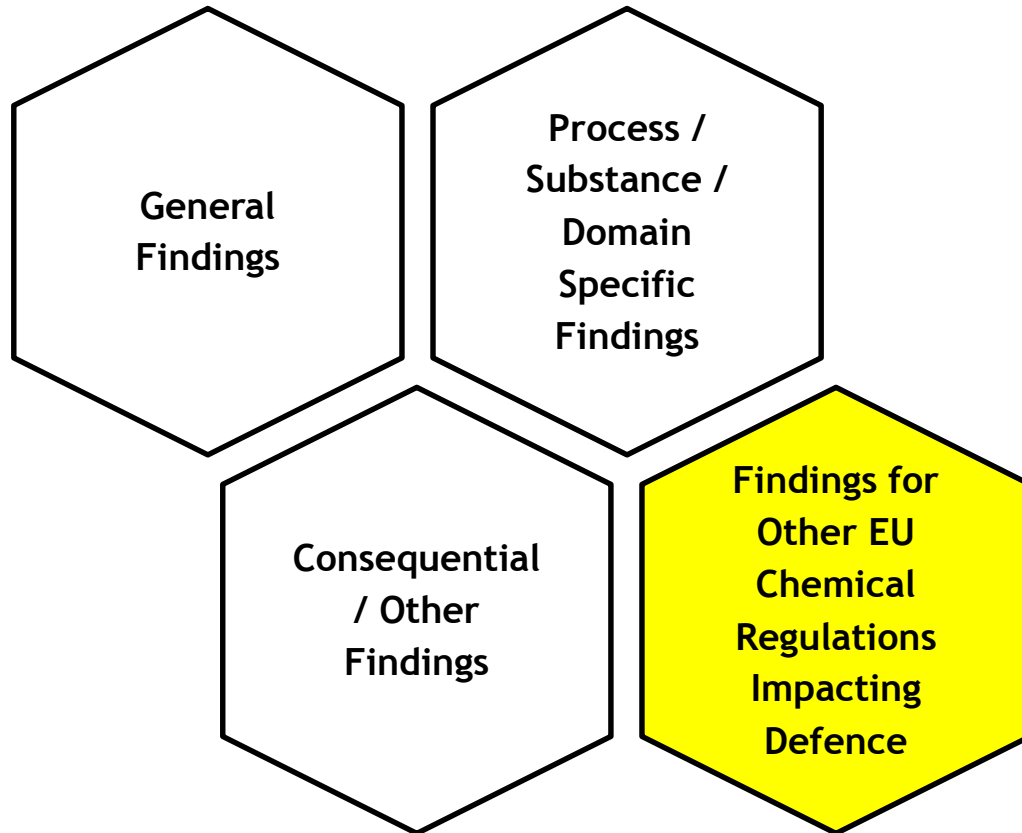 General
Findings
Process /
Substance /
Domain
Specific
Findings
Consequential
/ Other
Findings
Findings for
Other EU
Chemical
Regulations
Impacting
Defence